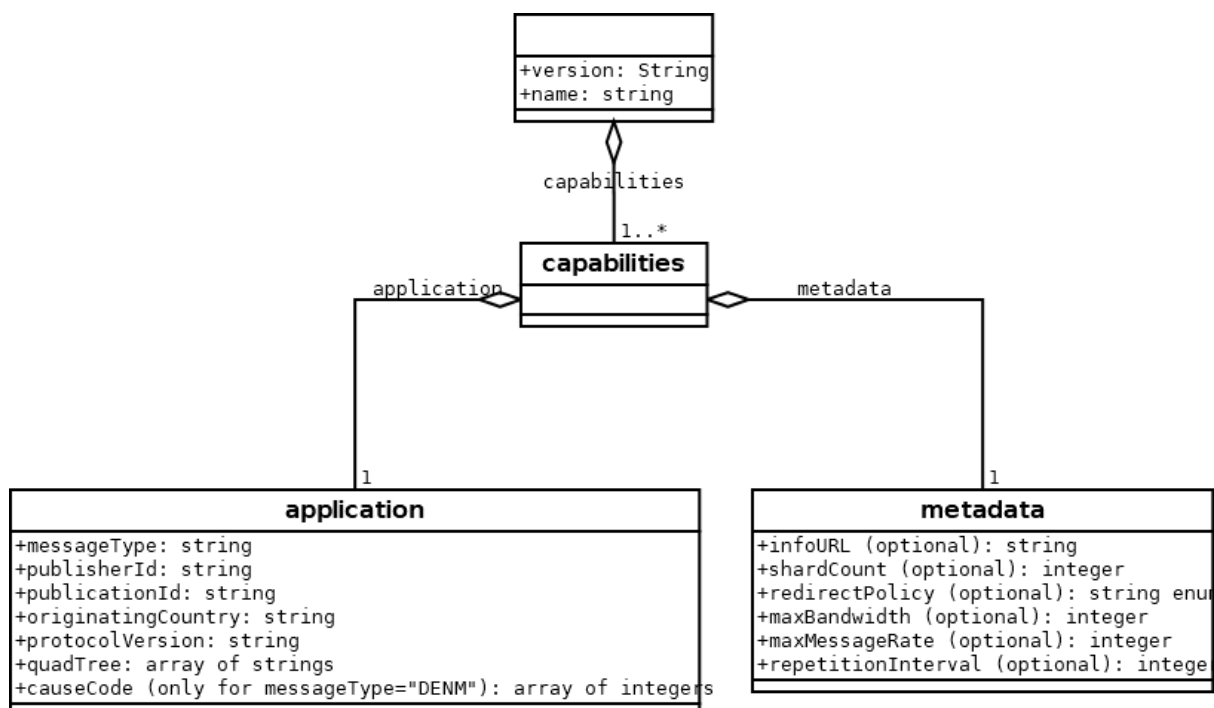 +version: String
+name: string
capabilities
1..*
capabilities
application
metadata
1
1
application
+messageType: string
+publisherId: string
+publicationId: string
+originatingCountry: string
+protocolVersion: string
+quadTree: array of strings
+causeCode (only for messageType="DENM"): array of integers
metadata
+infoURL (optional): string
+shardCount (optional): integer
+redirectPolicy (optional): string enum
+maxBandwidth (optional): integer
+maxMessageRate (optional): integer
+repetitionInterval (optional): integer